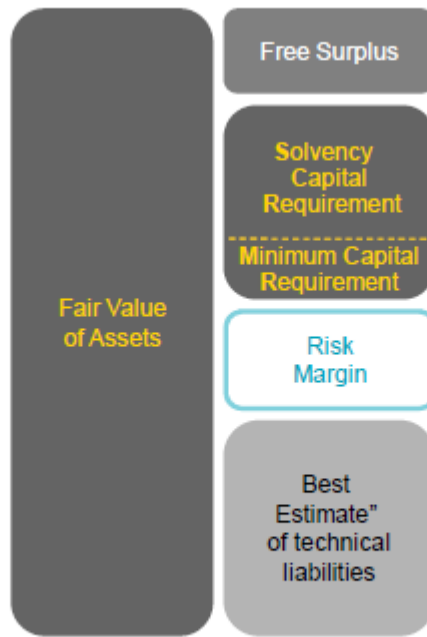 Fair Value
of Assets
Free Surplus
Solvency
Capital
Requirement
Minimum Capital
Requirement
Risk
Margin
Best
Estimate"
of technical
liabilities